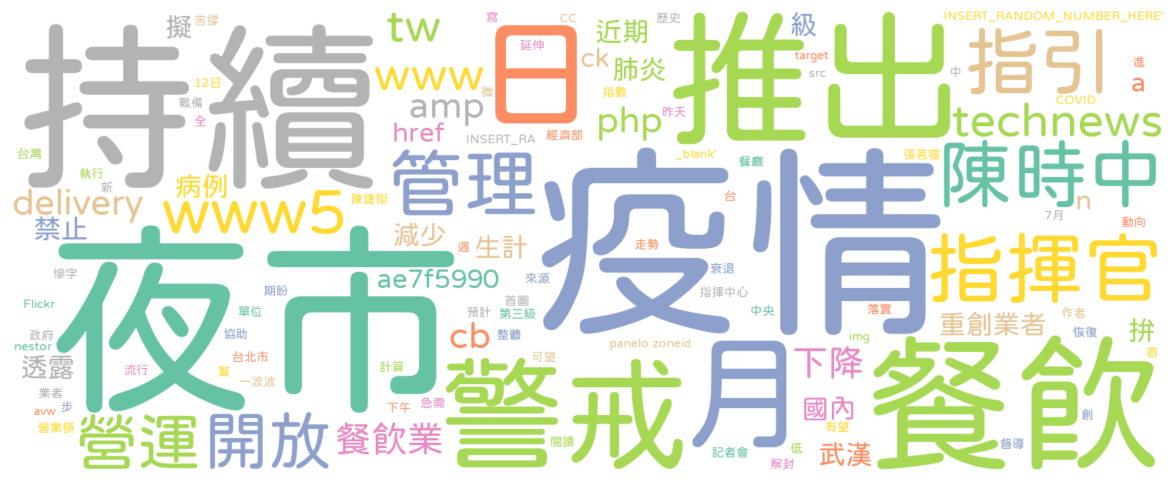 持續
擬
苦撐
tw
寫
CC
延伸
日
近期
歷史
級
INSERT_RANDOM_NUMBER_HERE
推出
指引
12日
戰備
全
www
微
ck
肺炎
target
src
中
進
a
amp
指數
昨天
COVID
href
INSERT_RA
經濟部
php
technews
台灣
執行
新
病例
管理
_blank'
餐廳
張茗喧
陳時中
delivery
www5
陳婕翎
禁止
減少
週
生計
台
疫情
n
7月
動向
夜市
走勢
指揮官
慘字
期盼
ae7f5990
來源
衰退
指揮中心
Flickr
單位
預計
首圖
第三級
中央
落實
作者
重創業者
恢復
拚
政府
nestor
協助
cb
整體
panelo zoneid
img
首
透露
台北市
流行
幫
一波波
計算
警戒
可望
月
下降
餐飲
業者
avw
步
營業額
下午
急需
國內
有望
創
營運
開放
餐飲業
閱讀
記者會
低
解封
武漢
督導